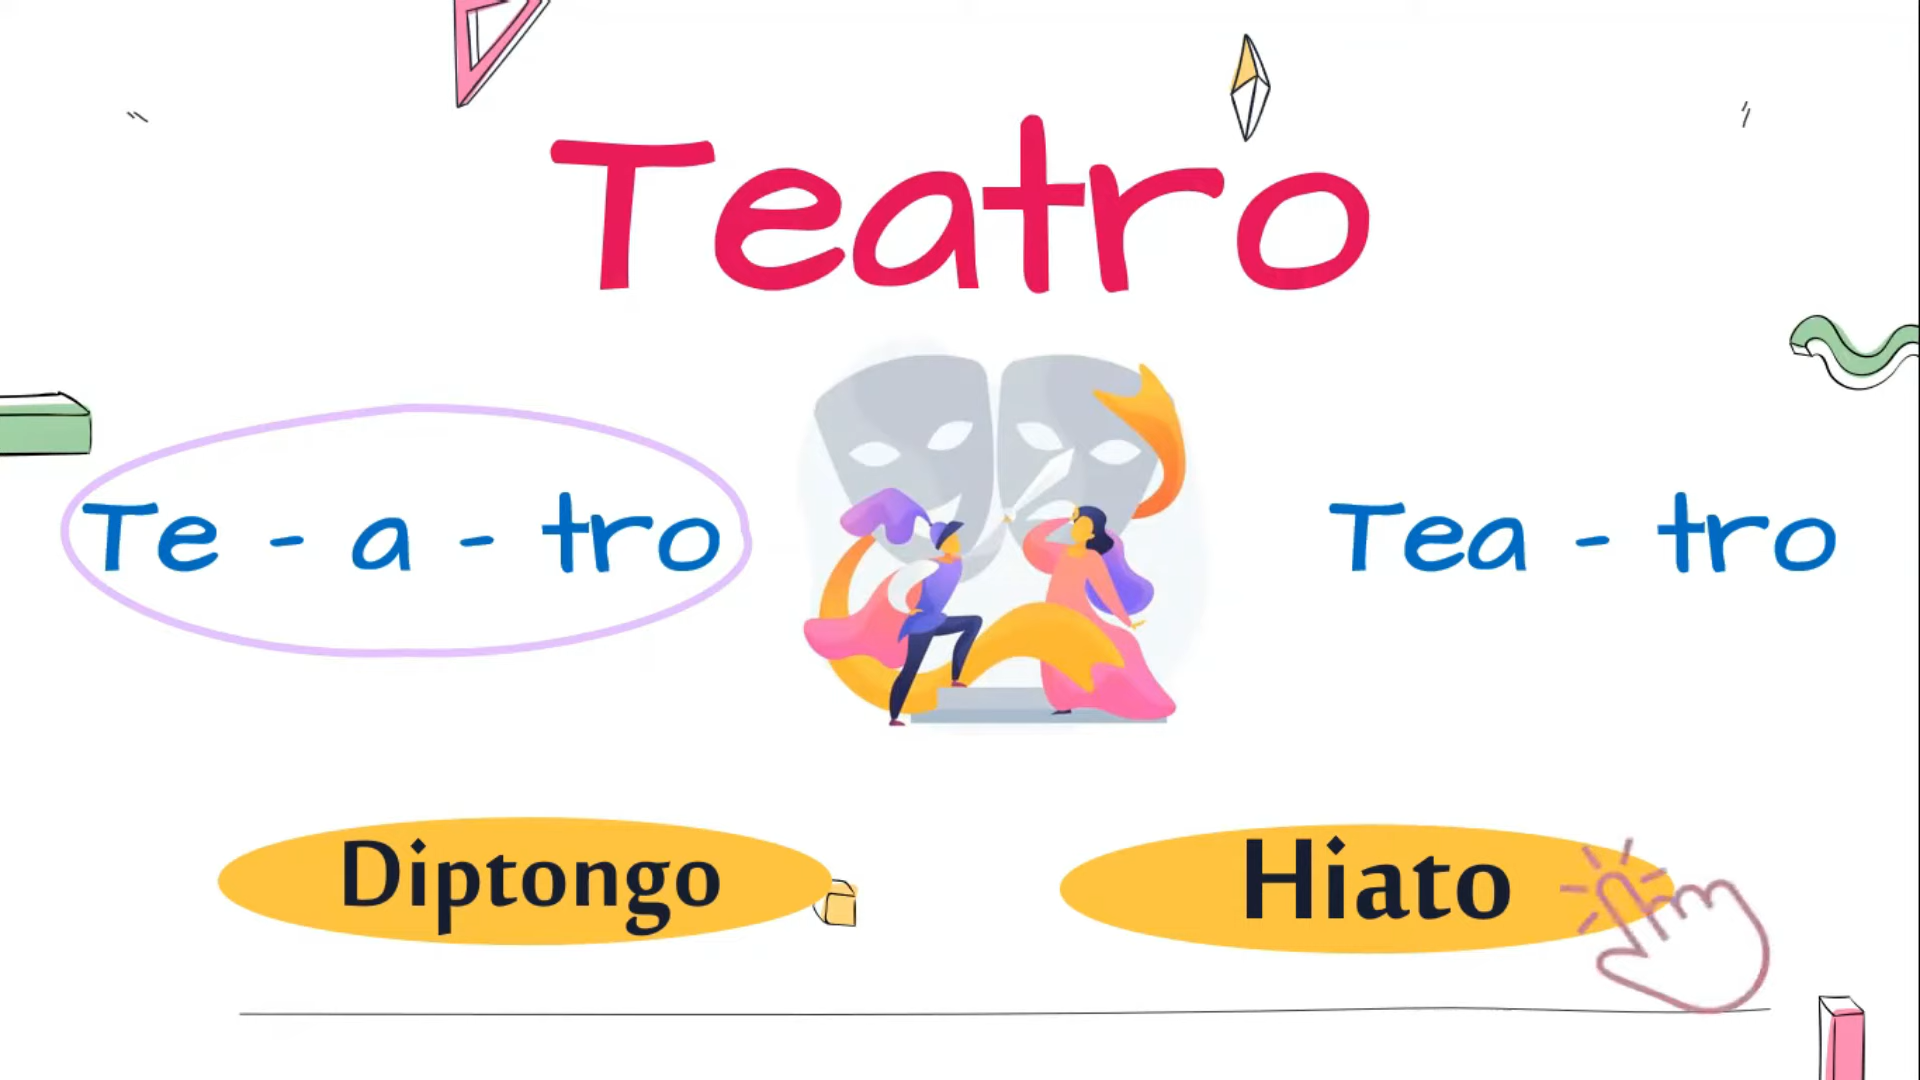 Teatro
Te - a - tro
Tea - tro
Diptongo
Hiato